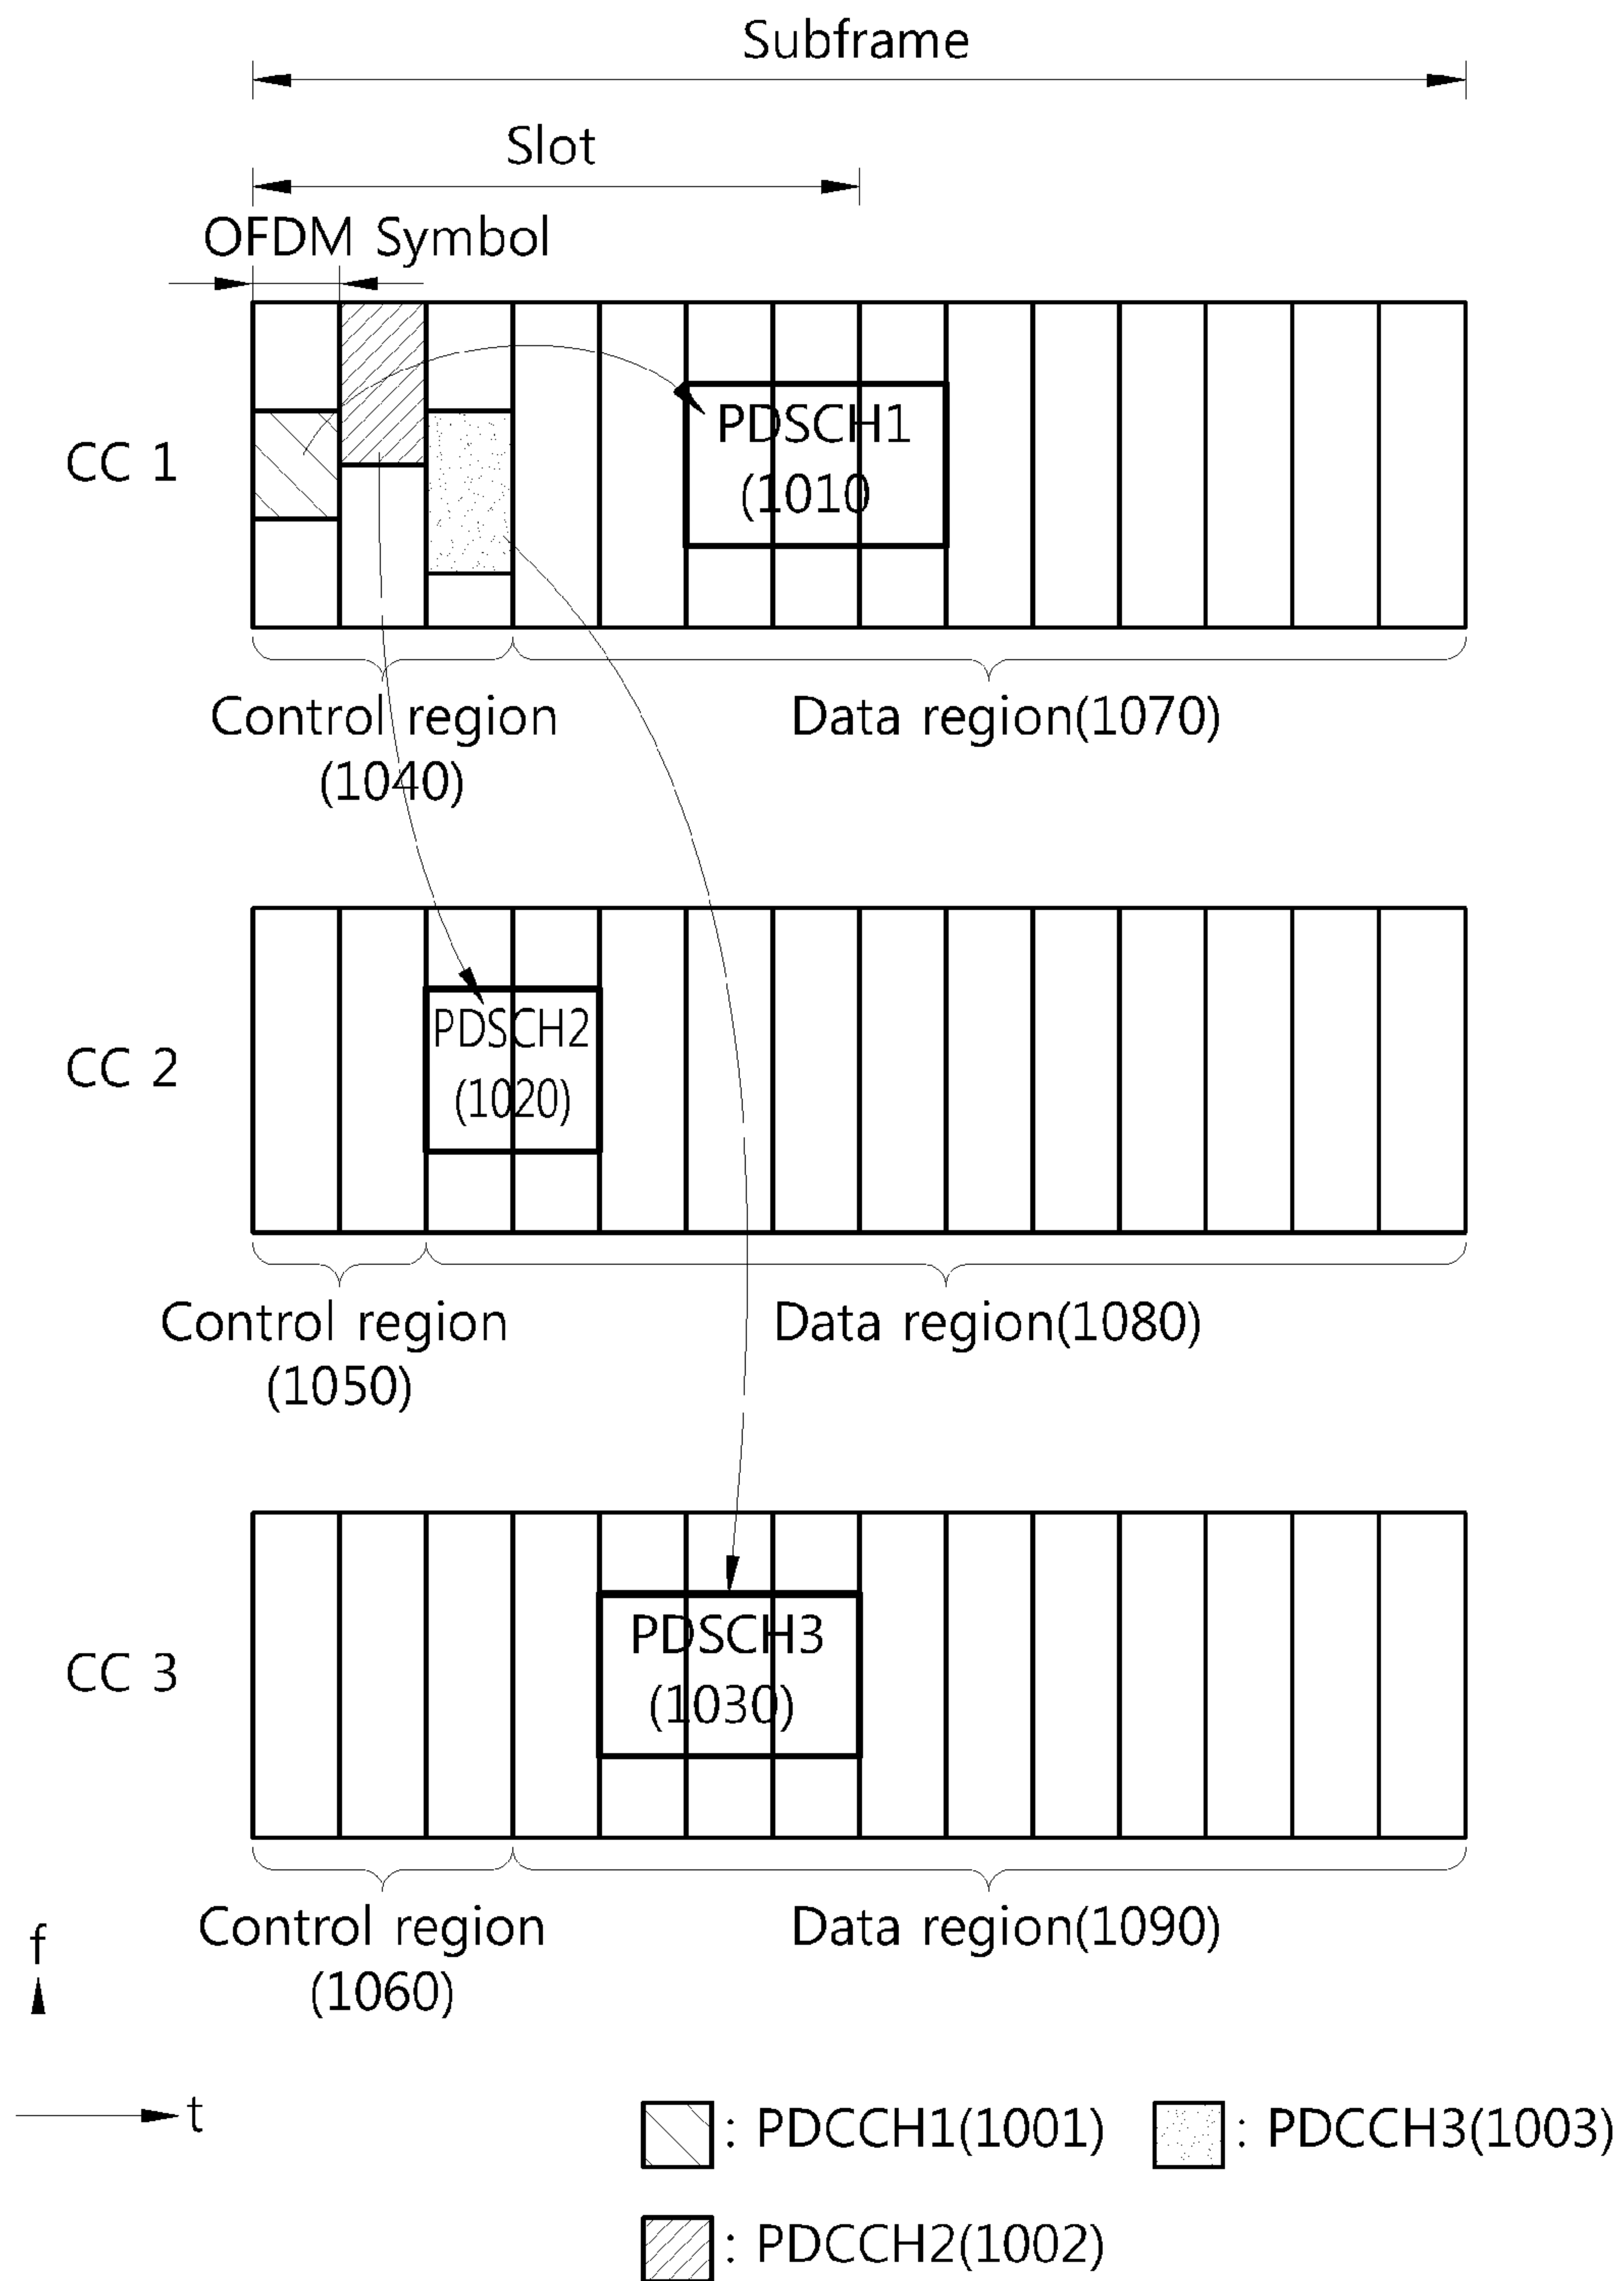 Subframe
Slot
OFDM Symbol
CC 1
PDSCH1
(1010
Control region
(1040)
Data region(1070)
CC 2
PDSCH2
(1020)
Control region
(1050)
Data region(1080)
CC 3
PDSCH3
(1030)
Control region
(1060)
Data region(1090)
f
t
: PDCCH1(1001)
: PDCCH3(1003)
: PDCCH2(1002)